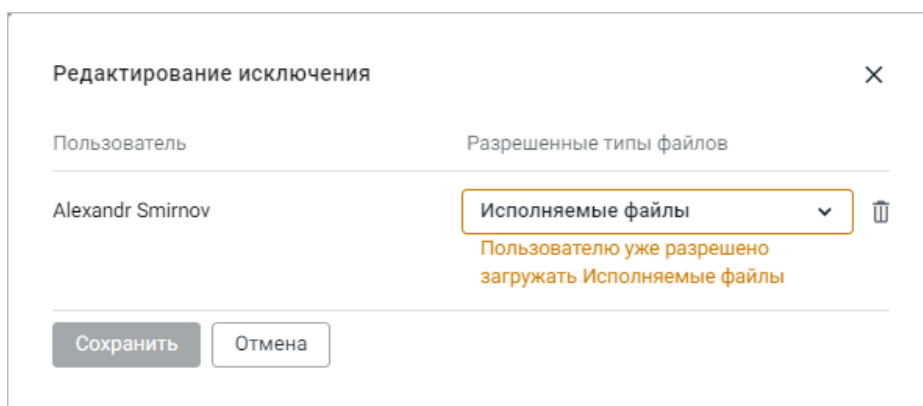 Редактирование исключения
Пользователь
Разрешенные типы файлов
Alexandr Smirnov
Исполняемые файлы
Пользователю уже разрешено
загружать Исполняемые файлы
Сохранить
Отмена